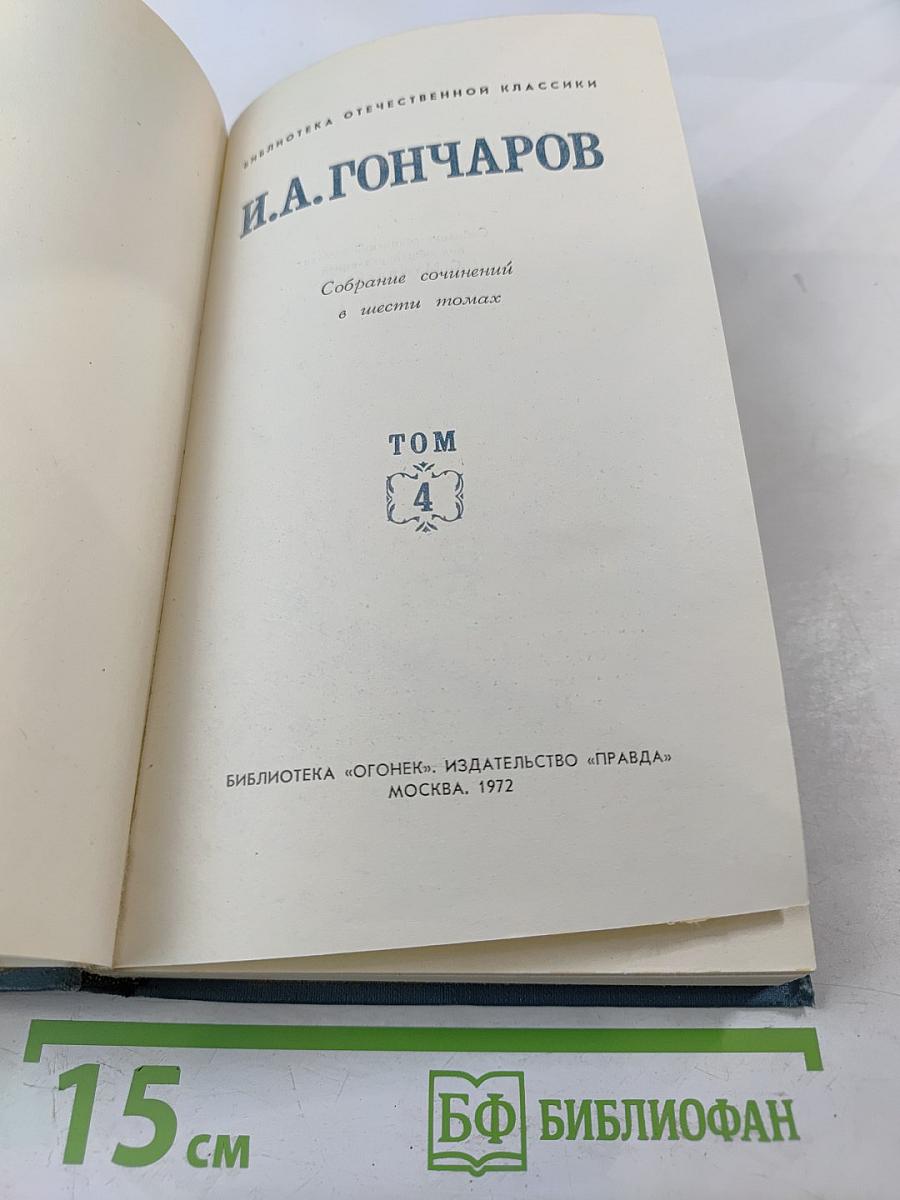 БИБЛИОТЕКА ОТЕЧЕСТВЕННОЙ КЛАССИКИ
И.А.ГОНЧАРОВ
Собрание сочинений
в шести томах
ТОМ
4
БИБЛИОТЕКА «ОГОНЕК». ИЗДАТЕЛЬСТВО «ПРАВДА»
МОСКВА. 1972
15 см
БФ БИБЛИОФАН